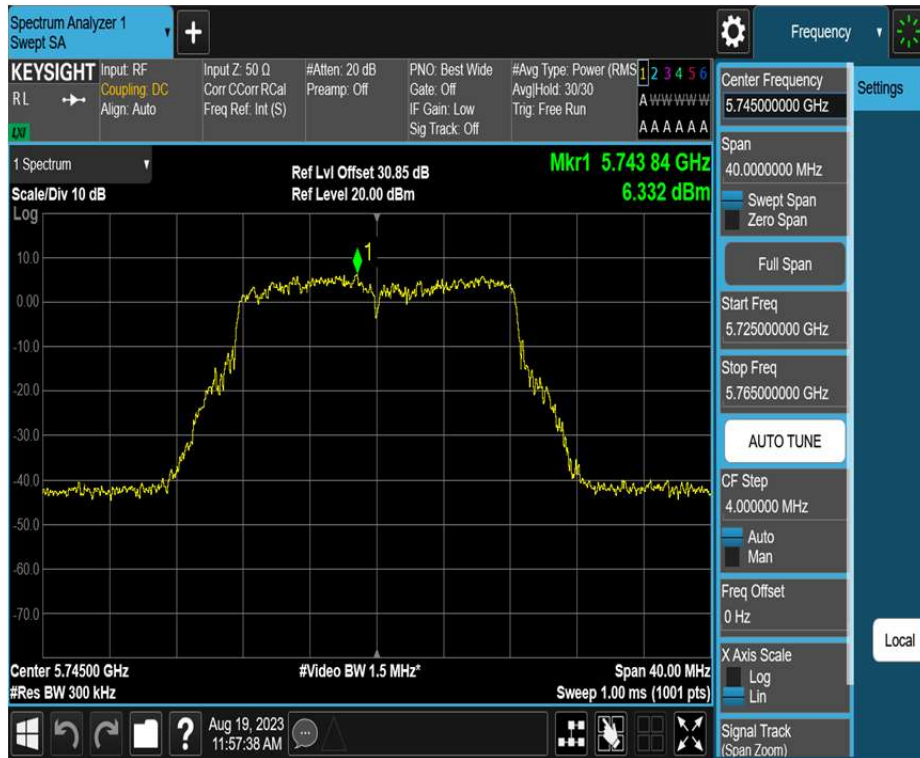 Spectrum Analyzer 1
Swept SA
+
Frequency
KEYSIGHT
R L
LXI
Input: RF
Coupling: DC
Align: Auto
Input Z: 50 Ω
Corr CCorr RCal
Freq Ref: Int (S)
#Atten: 20 dB
Preamp: Off
PNO: Best Wide
Gate: Off
IF Gain: Low
Sig Track: Off
#Avg Type: Power (RMS
Avg|Hold: 30/30
Trig: Free Run
1 2 3 4 5 6
A W W W W W
A A A A A A
1 Spectrum
Scale/Div 10 dB
Log
Ref Lvl Offset 30.85 dB
Ref Level 20.00 dBm
Mkr1 5.743 84 GHz
6.332 dBm
1
10.0
0.00
-10.0
-20.0
-30.0
-40.0
-50.0
-60.0
-70.0
Center 5.74500 GHz
#Res BW 300 kHz
#Video BW 1.5 MHz*
Span 40.00 MHz
Sweep 1.00 ms (1001 pts)
?
Aug 19, 2023
11:57:38 AM
Center Frequency
5.745000000 GHz
Span
40.0000000 MHz
Swept Span
Zero Span
Full Span
Start Freq
5.725000000 GHz
Stop Freq
5.765000000 GHz
AUTO TUNE
CF Step
4.000000 MHz
Auto
Man
Freq Offset
0 Hz
X Axis Scale
Log
Lin
Signal Track
(Span Zoom)
Settings
Local